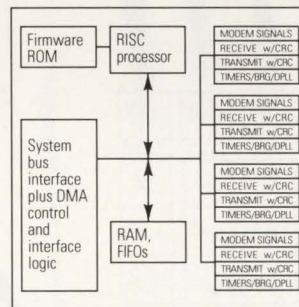 Firmware
ROM
RISC
processor
System
bus
interface
plus DMA
control
and
interface
logic
RAM,
FIFOs
MODEM SIGNALS
RECEIVE w/CRC
TRANSMIT w/CRC
TIMERS/BRG/DPLL
MODEM SIGNALS
RECEIVE w/CRC
TRANSMIT w/CRC
TIMERS/BRG/DPLL
MODEM SIGNALS
RECEIVE w/CRC
TRANSMIT w/CRC
TIMERS/BRG/DPLL
MODEM SIGNALS
RECEIVE w/CRC
TRANSMIT w/CRC
TIMERS/BRG/DPLL